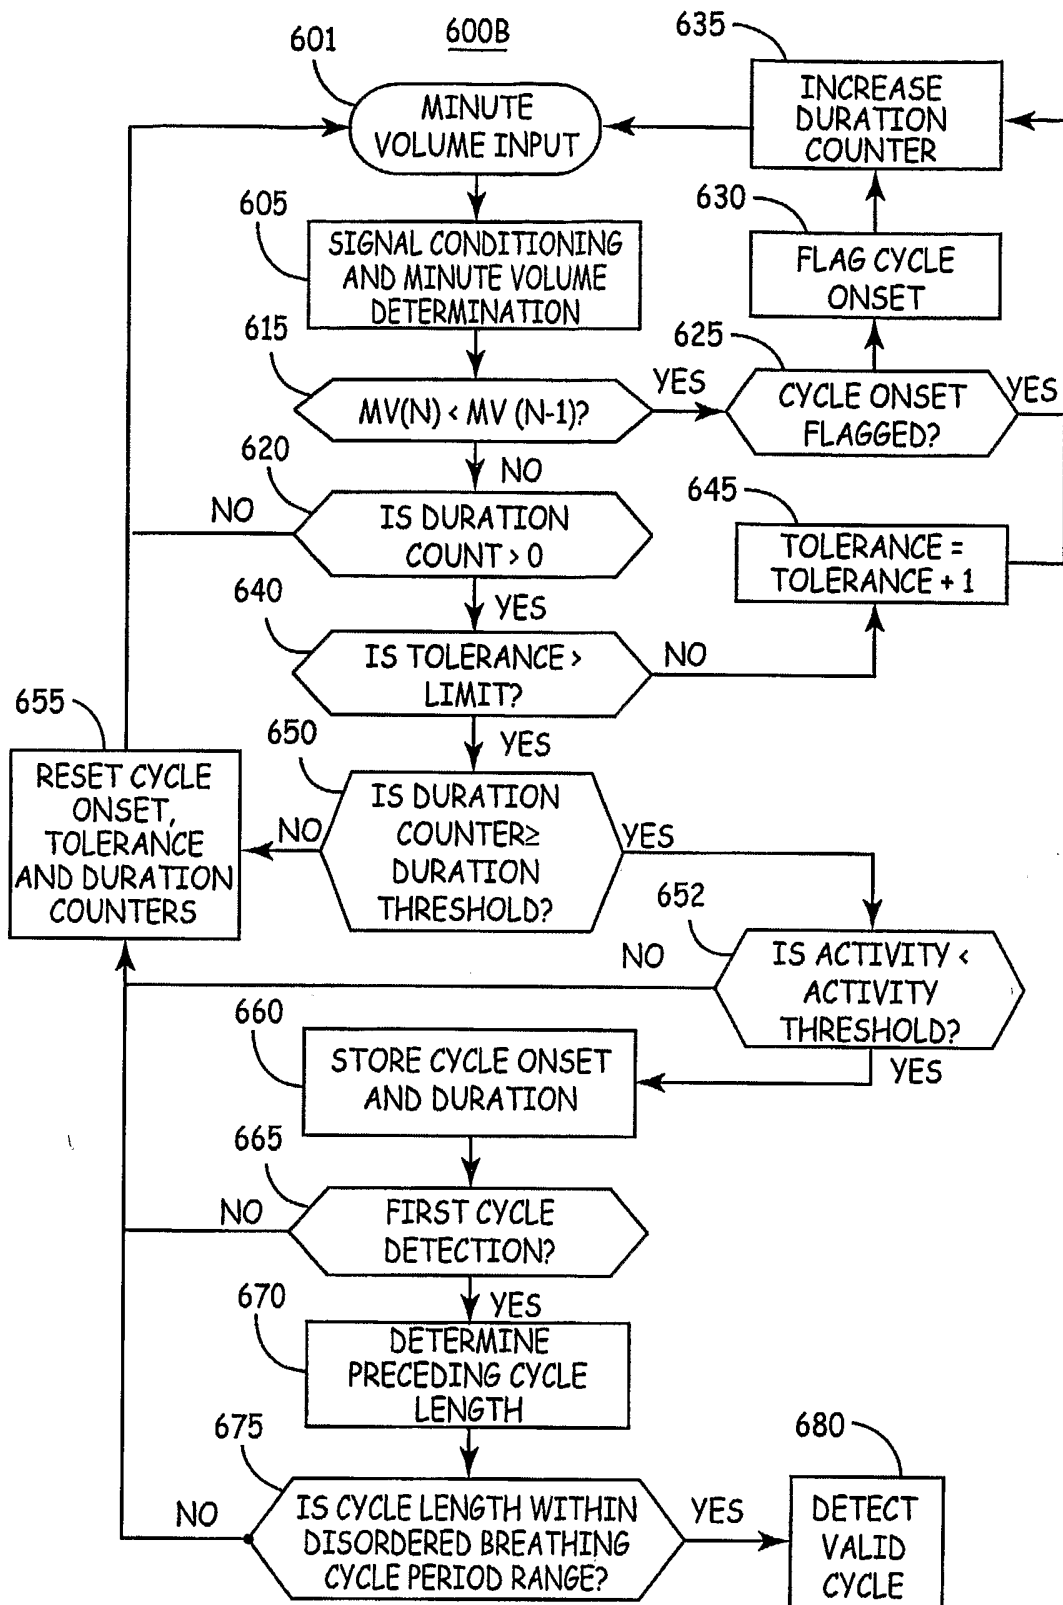 600B
601
MINUTE
VOLUME INPUT
635
INCREASE
DURATION
COUNTER
605
SIGNAL CONDITIONING
AND MINUTE VOLUME
DETERMINATION
630
FLAG CYCLE
ONSET
615
MV(N) < MV (N-1)?
YES
NO
625
CYCLE ONSET
FLAGGED?
YES
620
IS DURATION
COUNT > 0
NO
YES
645
TOLERANCE =
TOLERANCE + 1
640
IS TOLERANCE >
LIMIT?
NO
YES
655
RESET CYCLE
ONSET,
TOLERANCE
AND DURATION
COUNTERS
650
IS DURATION
COUNTER≥
DURATION
THRESHOLD?
NO
YES
652
IS ACTIVITY <
ACTIVITY
THRESHOLD?
NO
YES
660
STORE CYCLE ONSET
AND DURATION
665
FIRST CYCLE
DETECTION?
NO
YES
670
DETERMINE
PRECEDING CYCLE
LENGTH
675
IS CYCLE LENGTH WITHIN
DISORDERED BREATHING
CYCLE PERIOD RANGE?
NO
YES
680
DETECT
VALID
CYCLE